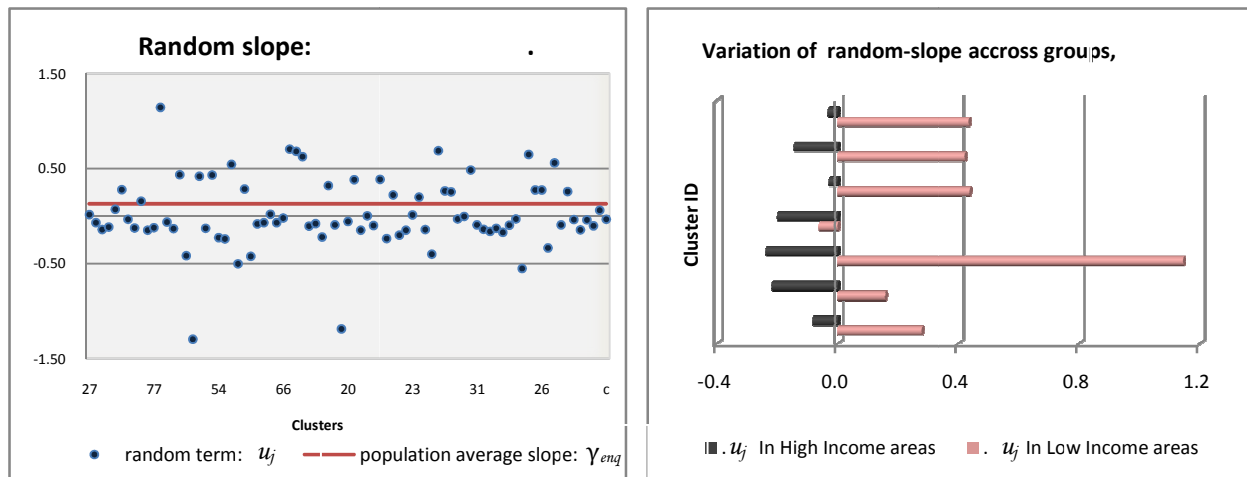 Random slope: .
1.50
0.50
-0.50
-1.50
27 77 54 66 20 23 31 26 c
Clusters
random term: uj population average slope: γenq
Variation of random-slope accross groups,
Cluster ID
-0.4 0.0 0.4 0.8 1.2
. uj In High Income areas . uj In Low Income areas